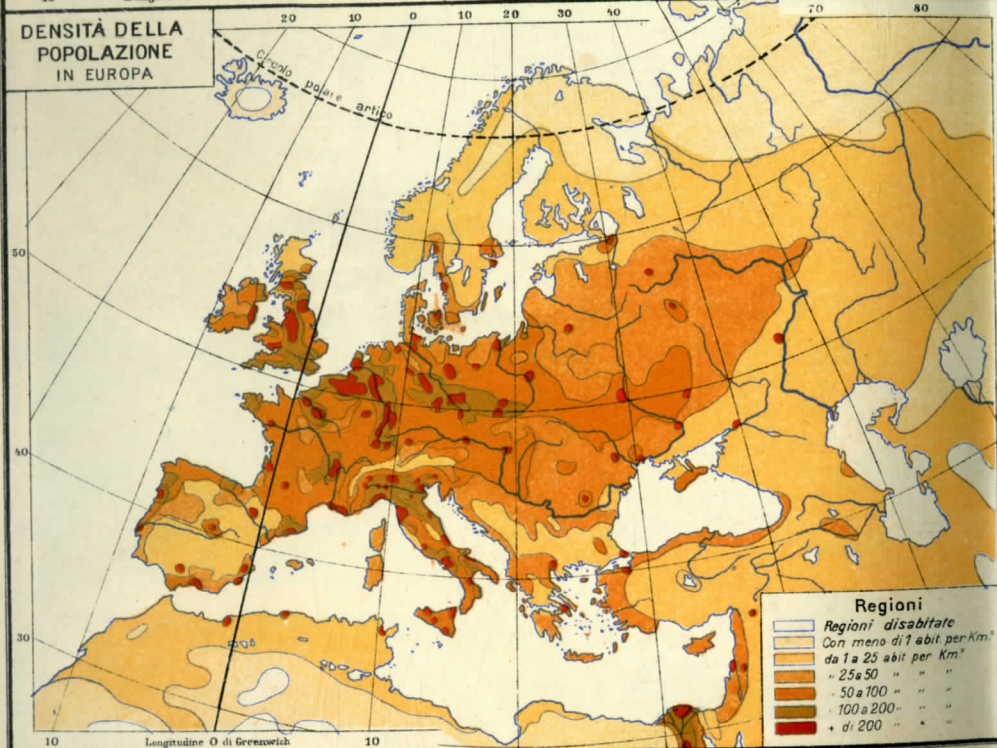 20 10 0 10 20 30 40 70 80
DENSITÀ DELLA
POPOLAZIONE
IN EUROPA
Circolo polare artico
50
40
30
Regioni
Regioni disabitate
Con meno di 1 abit. per Km.²
da 1 a 25 abit. per Km.²
" 25 a 50 " " "
" 50 a 100 " " "
" 100 a 200 " " "
+ di 200 " " "
10 Longitudine O di Greenwich 10